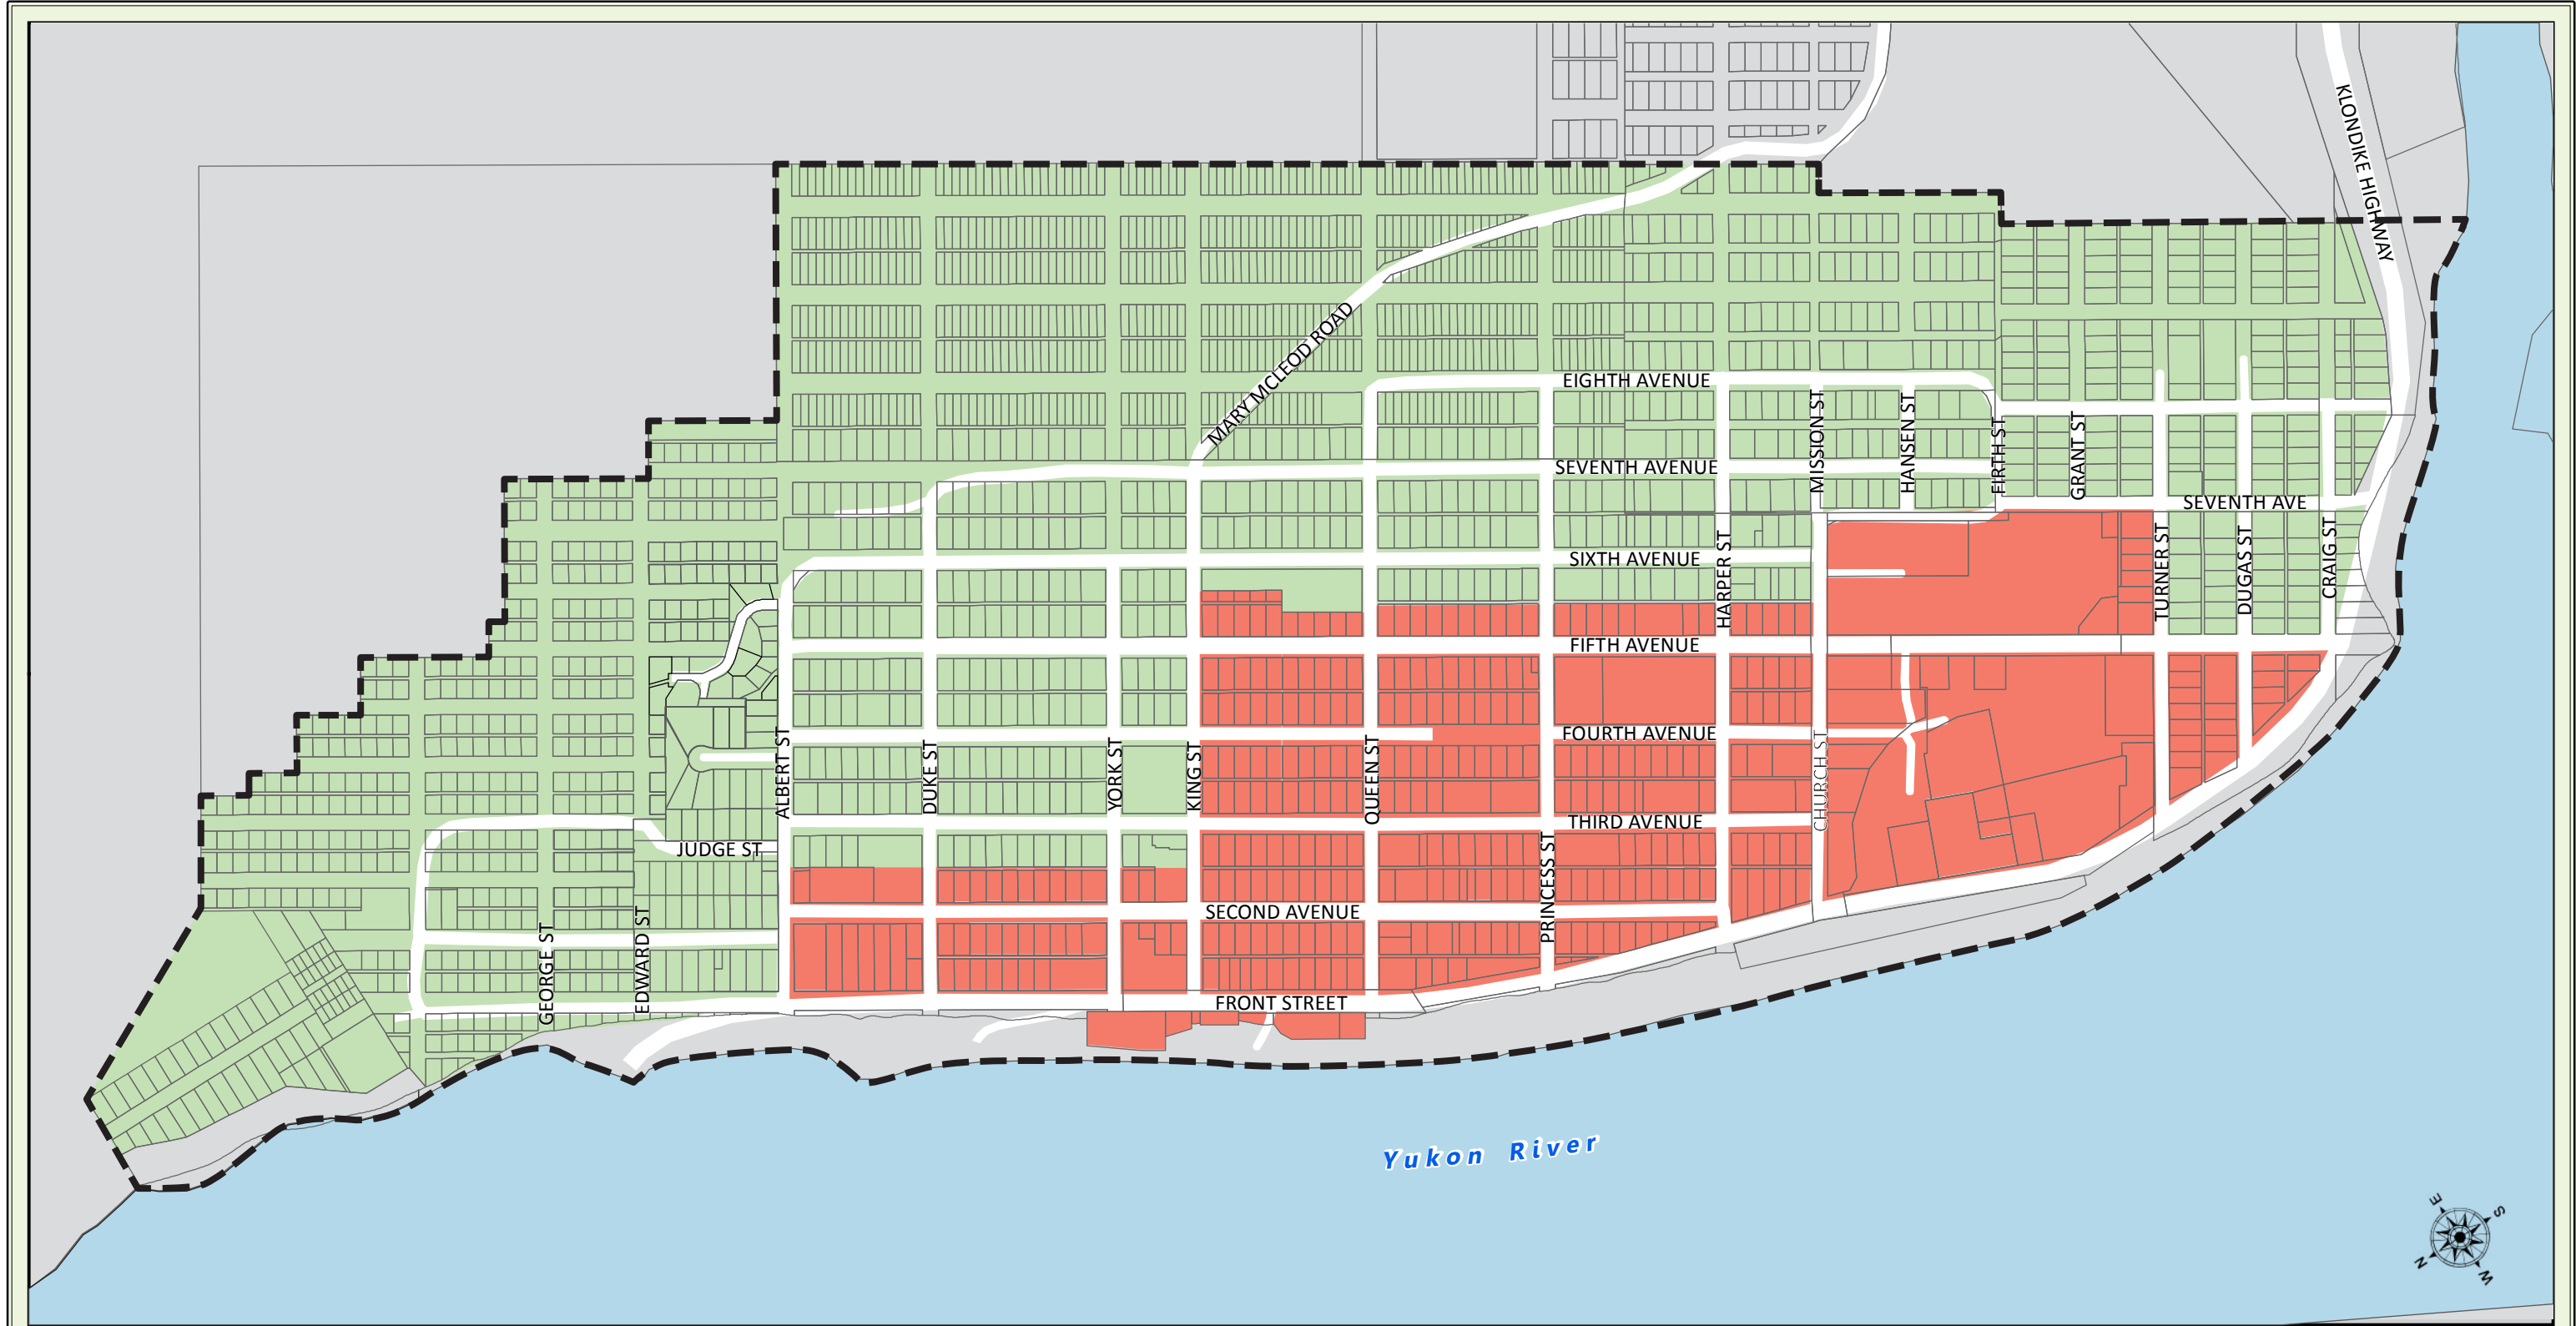 KLONDIKE HIGHWAY
MARY MCLEOD ROAD
EIGHTH AVENUE
MISSION ST
HANSEN ST
FIRTH ST
GRANT ST
SEVENTH AVENUE
SEVENTH AVE
SIXTH AVENUE
HARPER ST
TURNER ST
DUGAS ST
CRAIG ST
FIFTH AVENUE
FOURTH AVENUE
ALBERT ST
DUKE ST
YORK ST
KING ST
QUEEN ST
CHURCH ST
THIRD AVENUE
JUDGE ST
PRINCESS ST
SECOND AVENUE
GEORGE ST
EDWARD ST
FRONT STREET
Yukon River
E
S
N
W